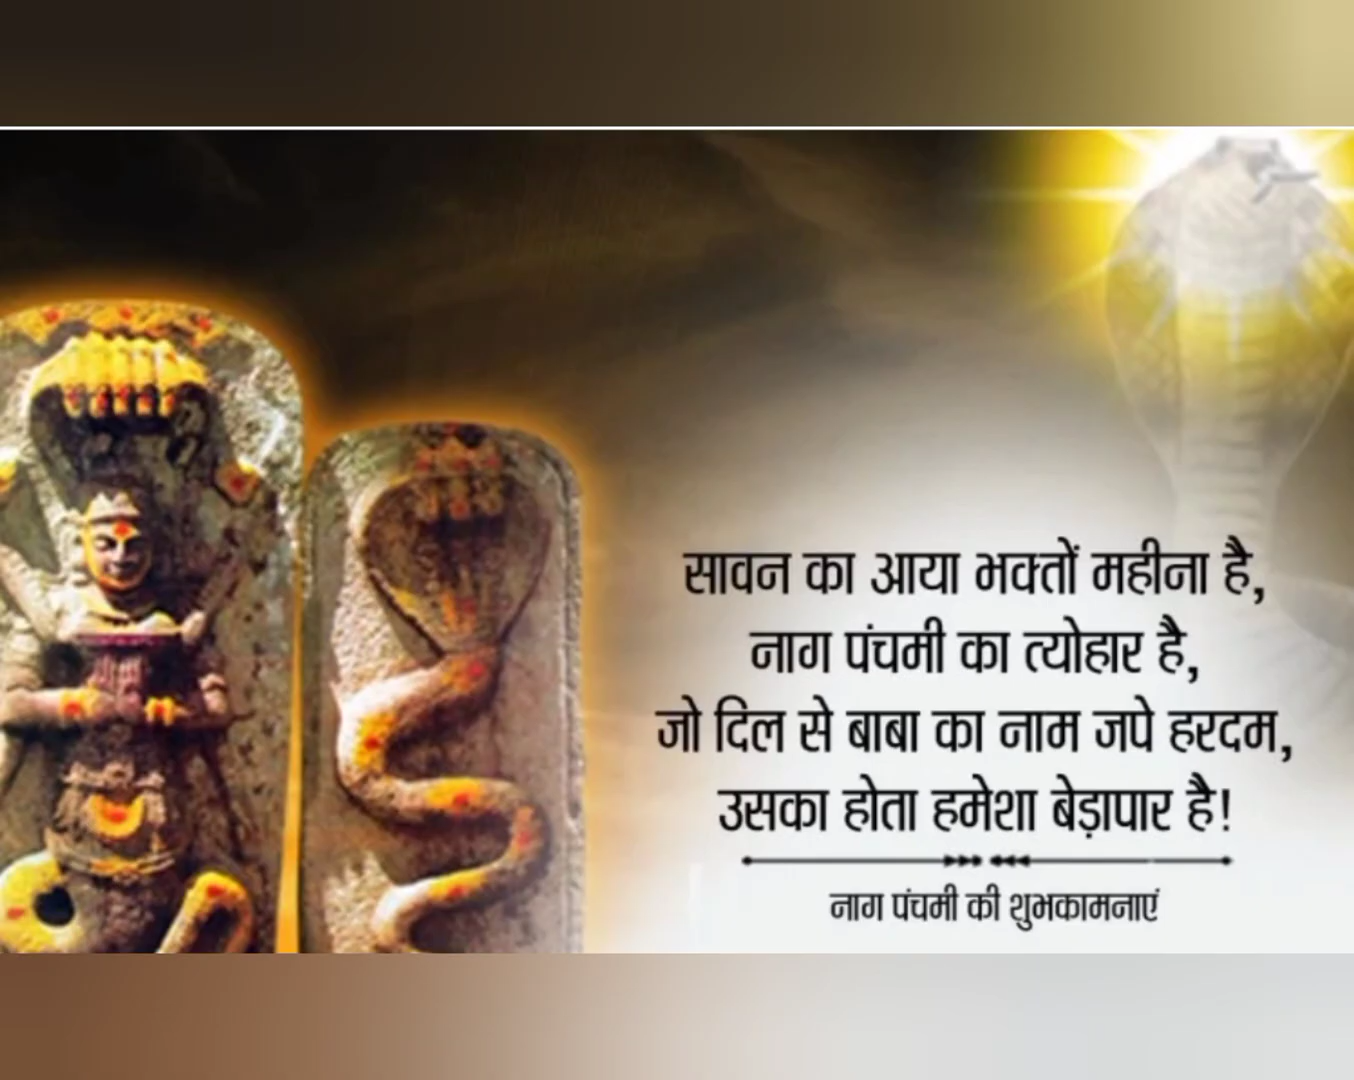 सावन का आया भक्तों महीना है,
नाग पंचमी का त्योहार है,
जो दिल से बाबा का नाम जपे हरदम,
उसका होता हमेशा बेड़ापार है!
नाग पंचमी की शुभकामनाएं